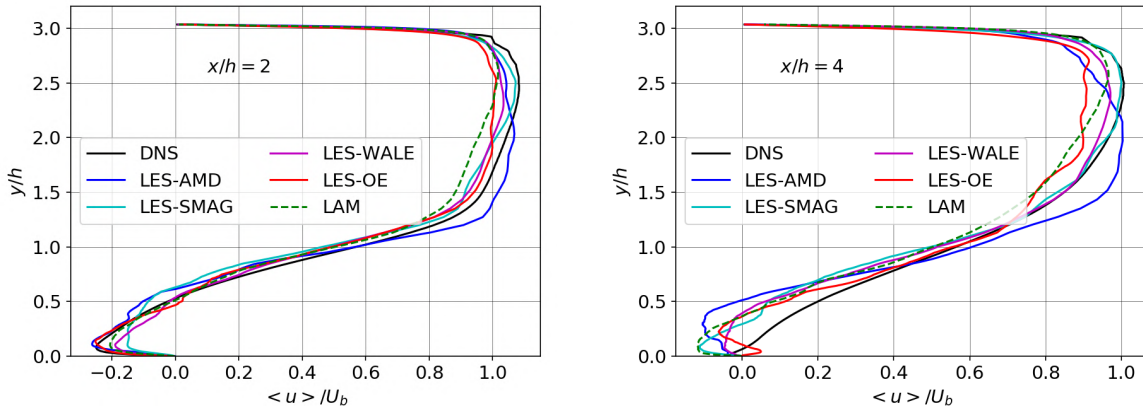 3.0
2.5
2.0
1.5
1.0
0.5
0.0
y/h
x/h = 2
DNS
LES-AMD
LES-SMAG
LES-WALE
LES-OE
LAM
−0.2 0.0 0.2 0.4 0.6 0.8 1.0
< u > /U_b
3.0
2.5
2.0
1.5
1.0
0.5
0.0
y/h
x/h = 4
DNS
LES-AMD
LES-SMAG
LES-WALE
LES-OE
LAM
0.0 0.2 0.4 0.6 0.8 1.0
< u > /U_b